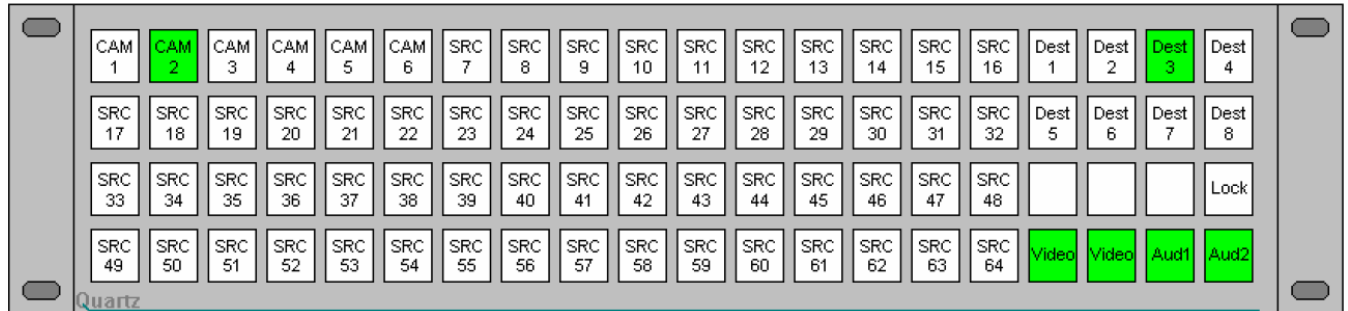 CAM 1 CAM 2 CAM 3 CAM 4 CAM 5 CAM 6 SRC 7 SRC 8 SRC 9 SRC 10 SRC 11 SRC 12 SRC 13 SRC 14 SRC 15 SRC 16 Dest 1 Dest 2 Dest 3 Dest 4
SRC 17 SRC 18 SRC 19 SRC 20 SRC 21 SRC 22 SRC 23 SRC 24 SRC 25 SRC 26 SRC 27 SRC 28 SRC 29 SRC 30 SRC 31 SRC 32 Dest 5 Dest 6 Dest 7 Dest 8
SRC 33 SRC 34 SRC 35 SRC 36 SRC 37 SRC 38 SRC 39 SRC 40 SRC 41 SRC 42 SRC 43 SRC 44 SRC 45 SRC 46 SRC 47 SRC 48 Lock
SRC 49 SRC 50 SRC 51 SRC 52 SRC 53 SRC 54 SRC 55 SRC 56 SRC 57 SRC 58 SRC 59 SRC 60 SRC 61 SRC 62 SRC 63 SRC 64 Video Video Aud1 Aud2
Quartz